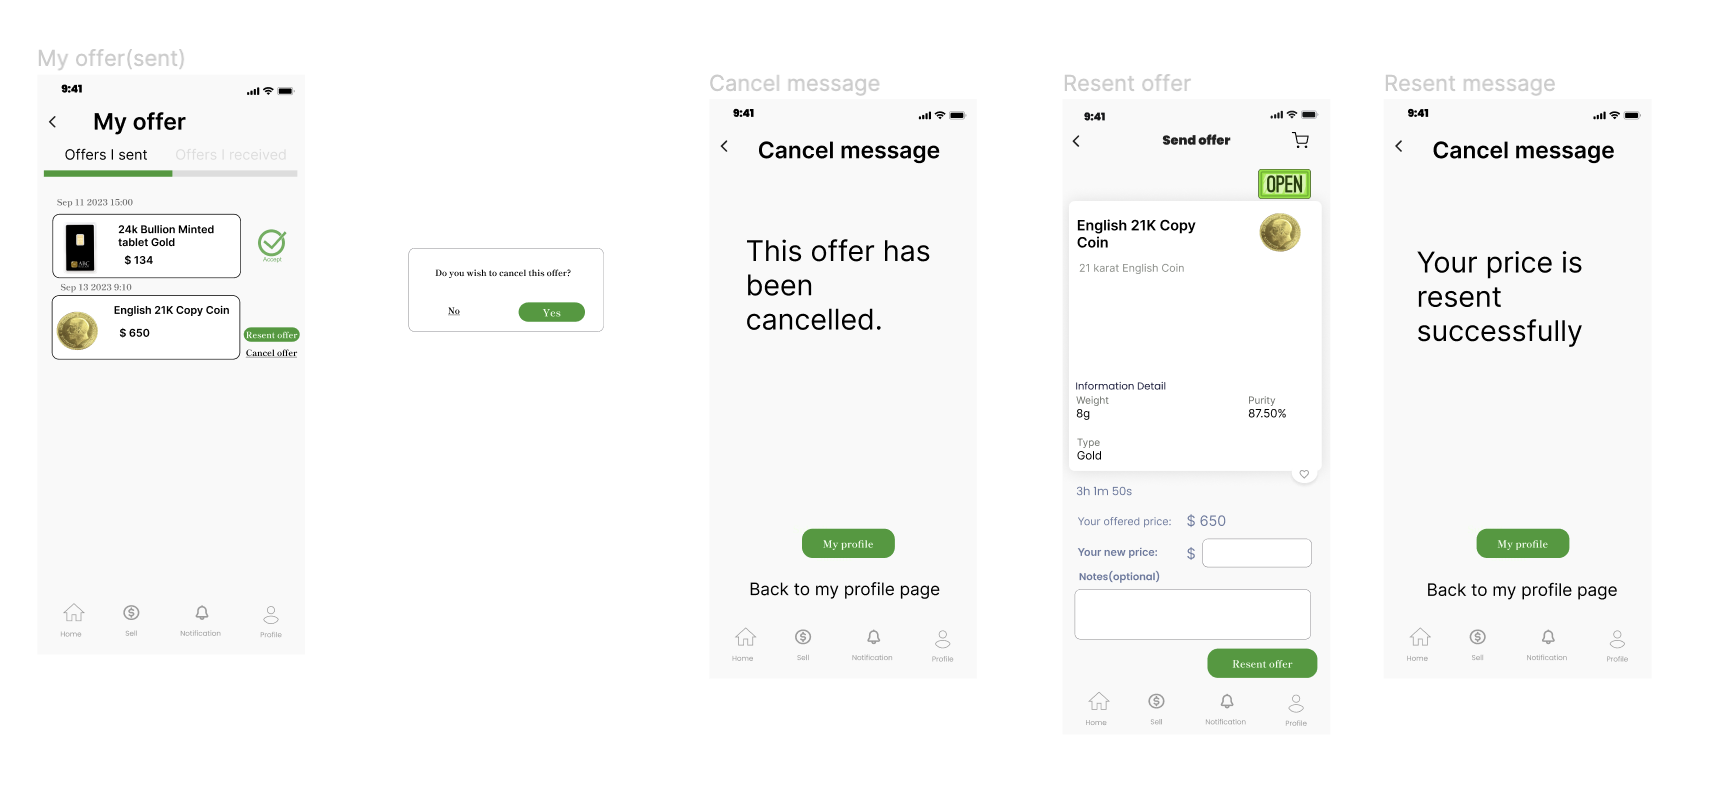 My offer(sent)
9:41
My offer
Offers I sent
Offers I received
Sep 11 2023 15:00
24k Bullion Minted
tablet Gold
$ 134
ABC
Accept
Sep 13 2023 9:10
English 21K Copy Coin
$ 650
Resent offer
Cancel offer
Home
Sell
Notification
Profile
Do you wish to cancel this offer?
No
Yes
Cancel message
9:41
Cancel message
This offer has
been
cancelled.
My profile
Back to my profile page
Home
Sell
Notification
Profile
Resent offer
9:41
Send offer
OPEN
English 21K Copy
Coin
21 karat English Coin
Information Detail
Weight
Purity
8g
87.50%
Type
Gold
3h 1m 50s
Your offered price:
$ 650
Your new price:
$
Notes(optional)
Resent offer
Home
Sell
Notification
Profile
Resent message
9:41
Cancel message
Your price is
resent
successfully
My profile
Back to my profile page
Home
Sell
Notification
Profile